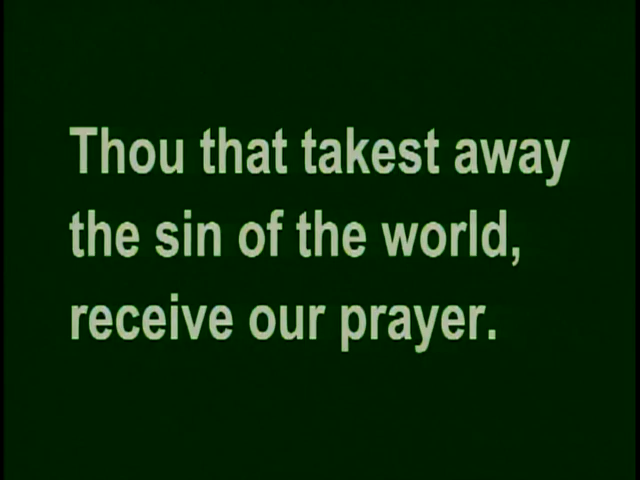 Thou that takest away
the sin of the world,
receive our prayer.